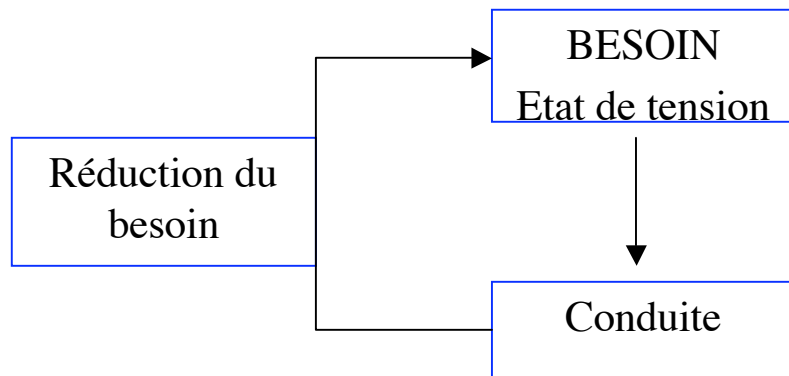 BESOIN
Etat de tension
Réduction du
besoin
Conduite